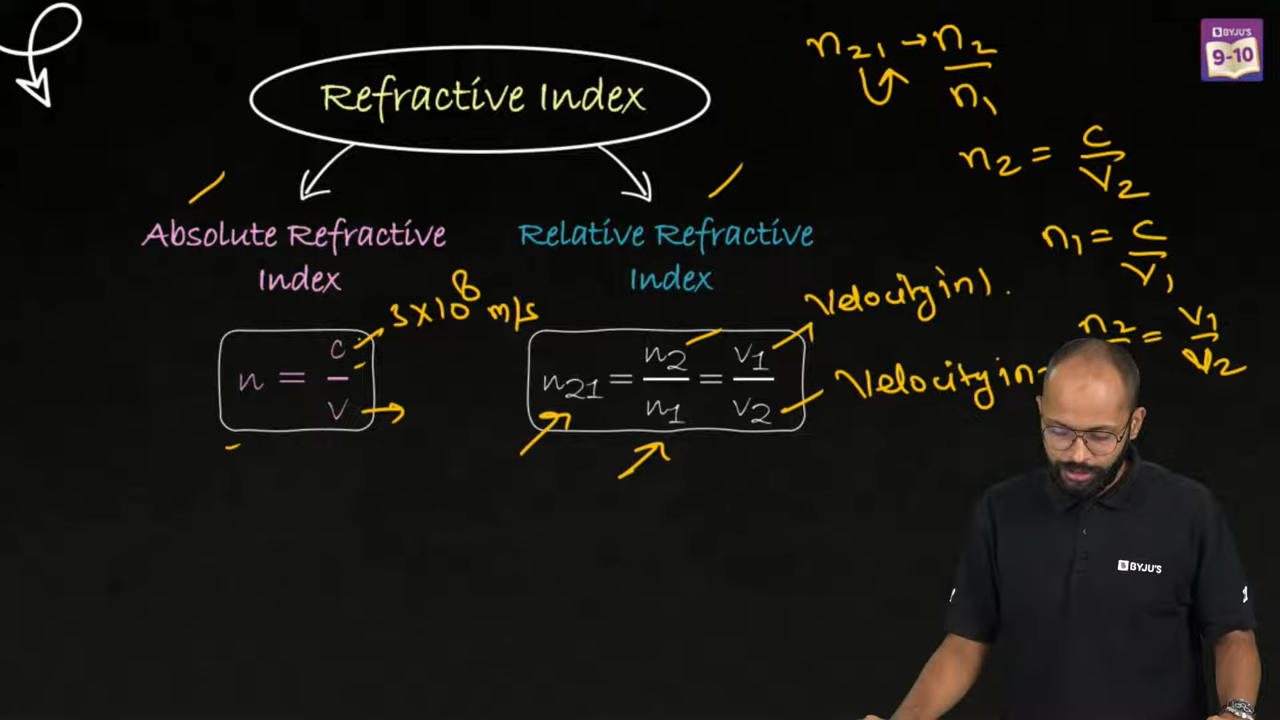 n₂₁ → n₂/n₁
BYJU'S
9-10
Refractive Index
n₂ = c/v₂
n₁ = c/v₁
Absolute Refractive
Index
Relative Refractive
Index
3×10⁸ m/s
Velocity in 1.
n = c/v
n₂₁ = n₂/n₁ = v₁/v₂
n₂ = v₁/v₂
Velocity in
BYJU'S